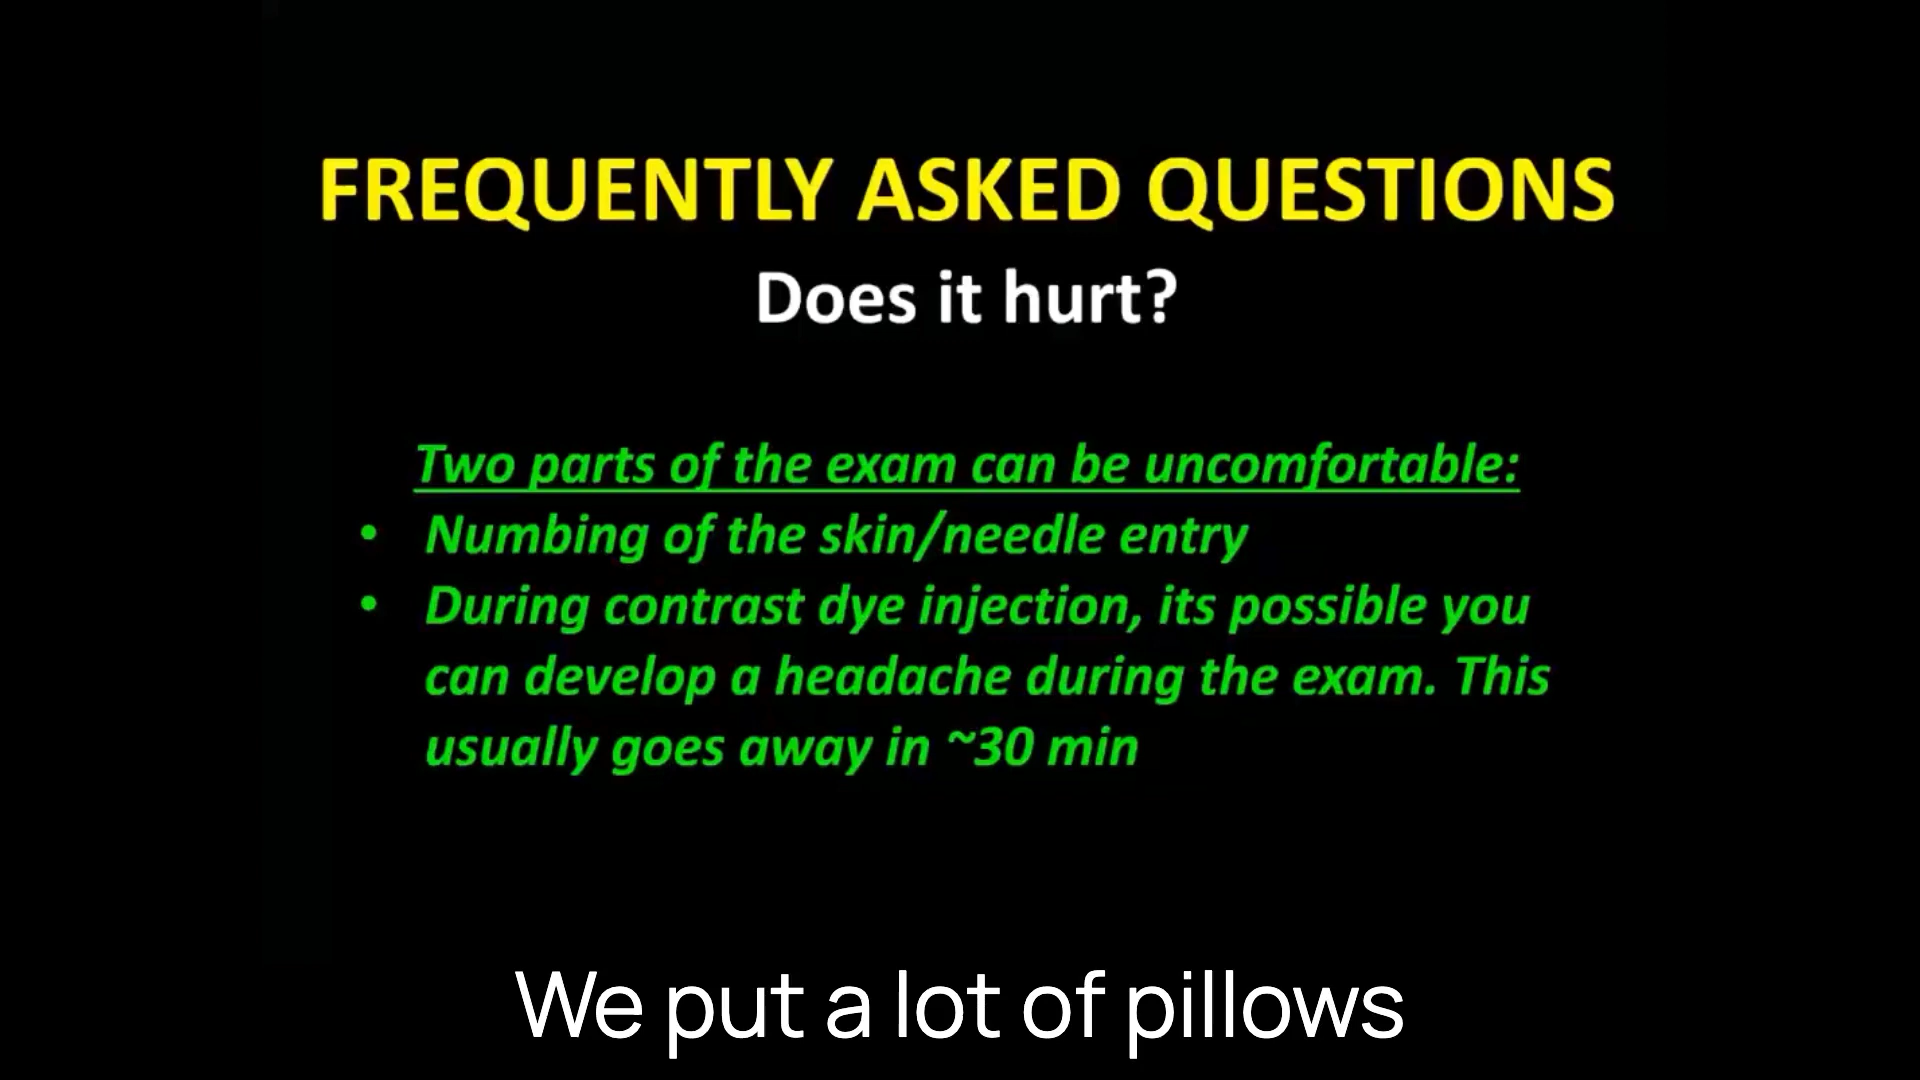 FREQUENTLY ASKED QUESTIONS
Does it hurt?
Two parts of the exam can be uncomfortable:
• Numbing of the skin/needle entry
• During contrast dye injection, its possible you
can develop a headache during the exam. This
usually goes away in ~30 min
We put a lot of pillows